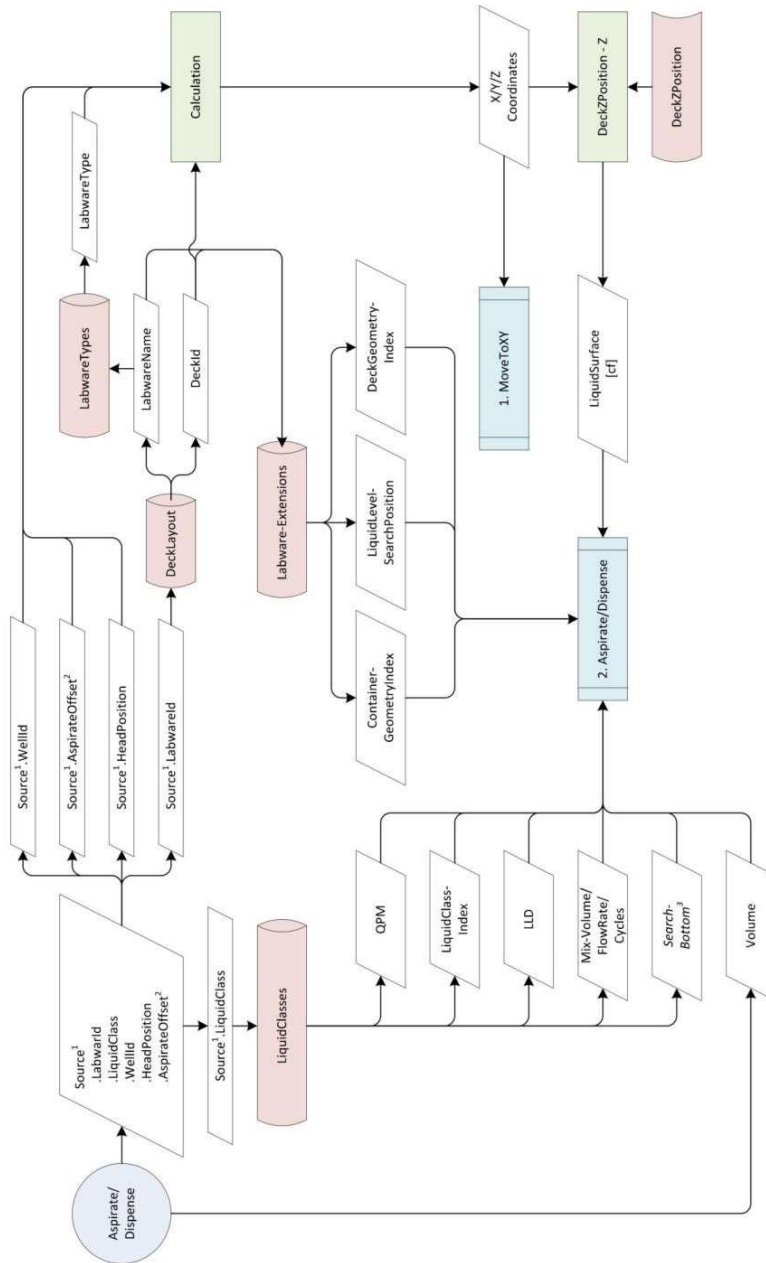 Aspirate/
Dispense
Source¹
.LabwarId
.LiquidClass
.WellId
.HeadPosition
.AspirateOffset²
Source¹.WellId
Source¹.AspirateOffset²
Source¹.HeadPosition
Source¹.LabwareId
Source¹.LiquidClass
LiquidClasses
DeckLayout
LabwareTypes
LabwareType
LabwareName
DeckId
Calculation
Labware-Extensions
Container-
GeometryIndex
LiquidLevel-
SearchPosition
DeckGeometry-
Index
X/Y/Z
Coordinates
1. MoveToXY
DeckZPosition - Z
DeckZPosition
LiquidSurface
[cf]
2. Aspirate/Dispense
QPM
LiquidClass-
Index
LLD
Mix-Volume/
FlowRate/
Cycles
Search-
Bottom³
Volume